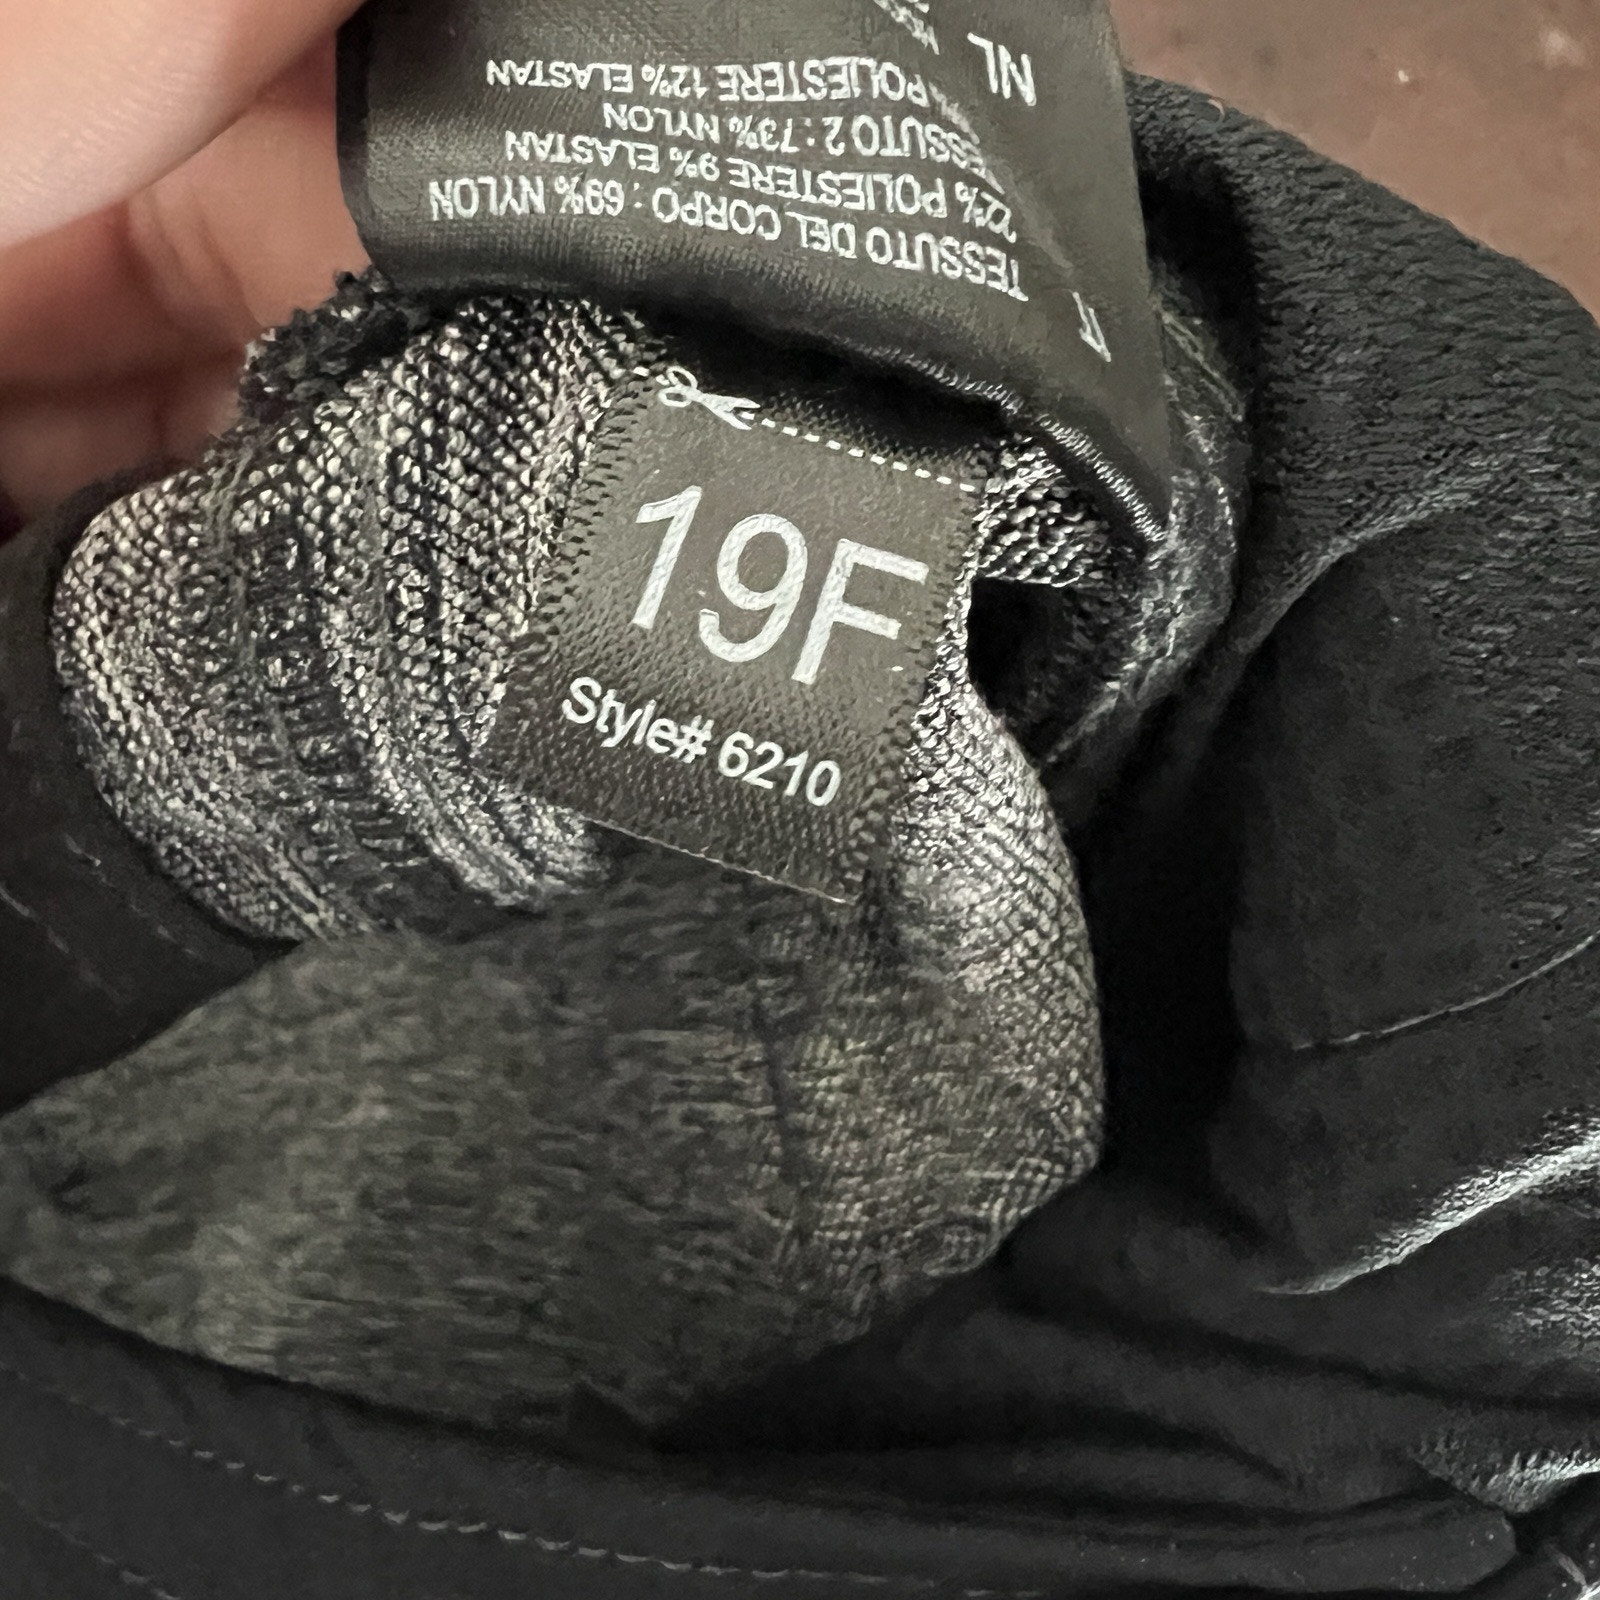 IT
TESSUTO DEL CORPO : 69% NYLON
22% POLIESTERE 9% ELASTAN
TESSUTO 2 : 73% NYLON
% POLIESTERE 12% ELASTAN
NL
19F
Style# 6210